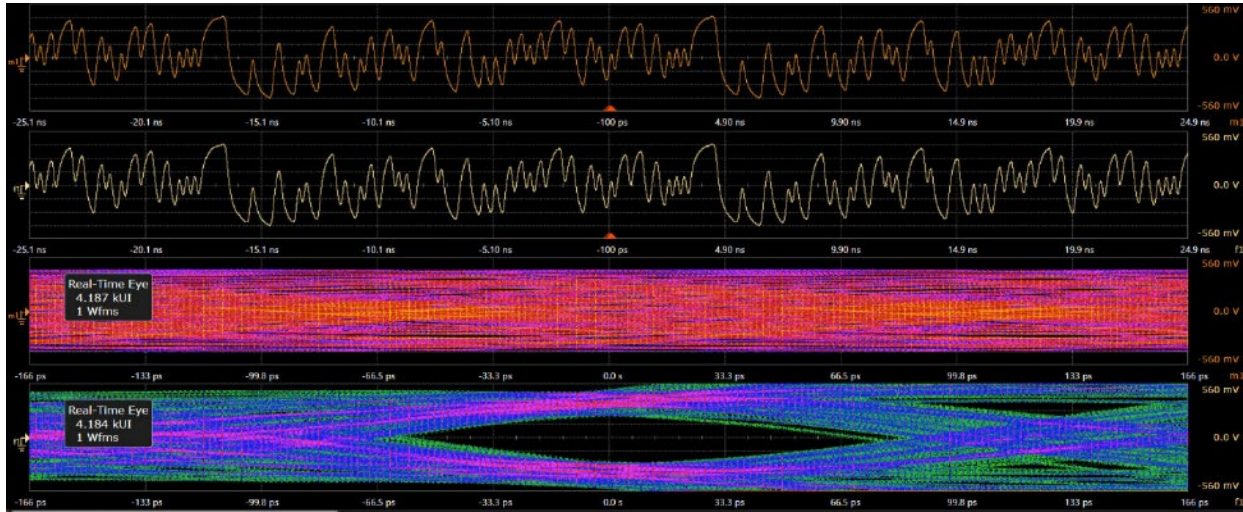 560 mV
m1 0.0 V
-560 mV
-25.1 ns -20.1 ns -15.1 ns -10.1 ns -5.10 ns -100 ps 4.90 ns 9.90 ns 14.9 ns 19.9 ns 24.9 ns m1
560 mV
0.0 V
-560 mV
-25.1 ns -20.1 ns -15.1 ns -10.1 ns -5.10 ns -100 ps 4.90 ns 9.90 ns 14.9 ns 19.9 ns 24.9 ns f1
560 mV
Real-Time Eye
4.187 kUI
1 Wfms
m1 0.0 V
-560 mV
-166 ps -133 ps -99.8 ps -66.5 ps -33.3 ps 0.0 s 33.3 ps 66.5 ps 99.8 ps 133 ps 166 ps m1
560 mV
Real-Time Eye
4.184 kUI
1 Wfms
0.0 V
-560 mV
-166 ps -133 ps -99.8 ps -66.5 ps -33.3 ps 0.0 s 33.3 ps 66.5 ps 99.8 ps 133 ps 166 ps f1